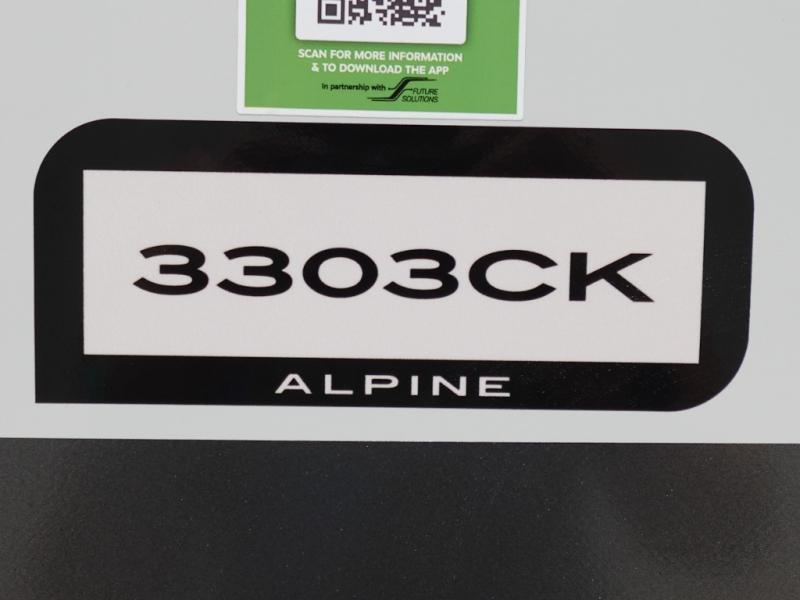 SCAN FOR MORE INFORMATION
& TO DOWNLOAD THE APP
In partnership with FUTURE
SOLUTIONS
3303CK
ALPINE